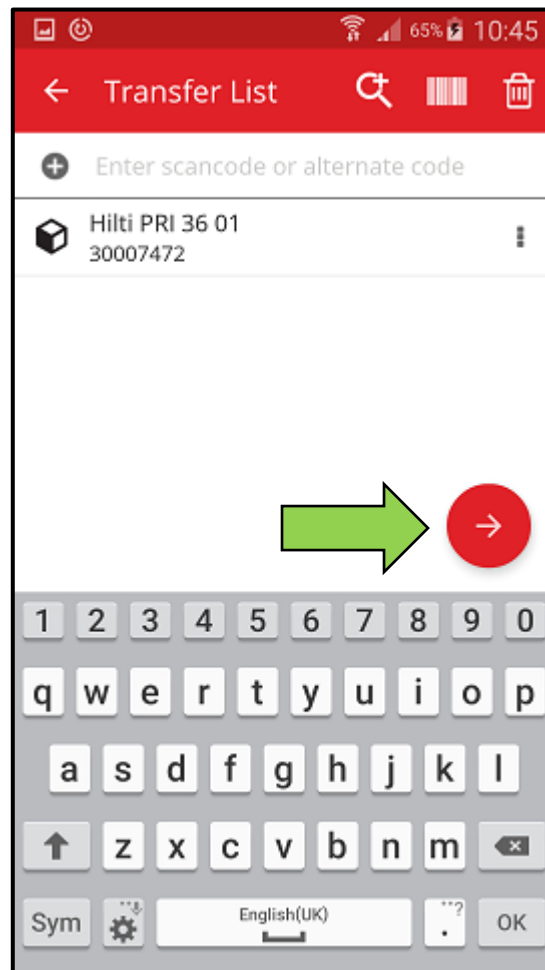 65% 10:45
Transfer List
Enter scancode or alternate code
Hilti PRI 36 01
30007472
1 2 3 4 5 6 7 8 9 0
q w e r t y u i o p
a s d f g h j k l
z x c v b n m
Sym English(UK) . ? OK